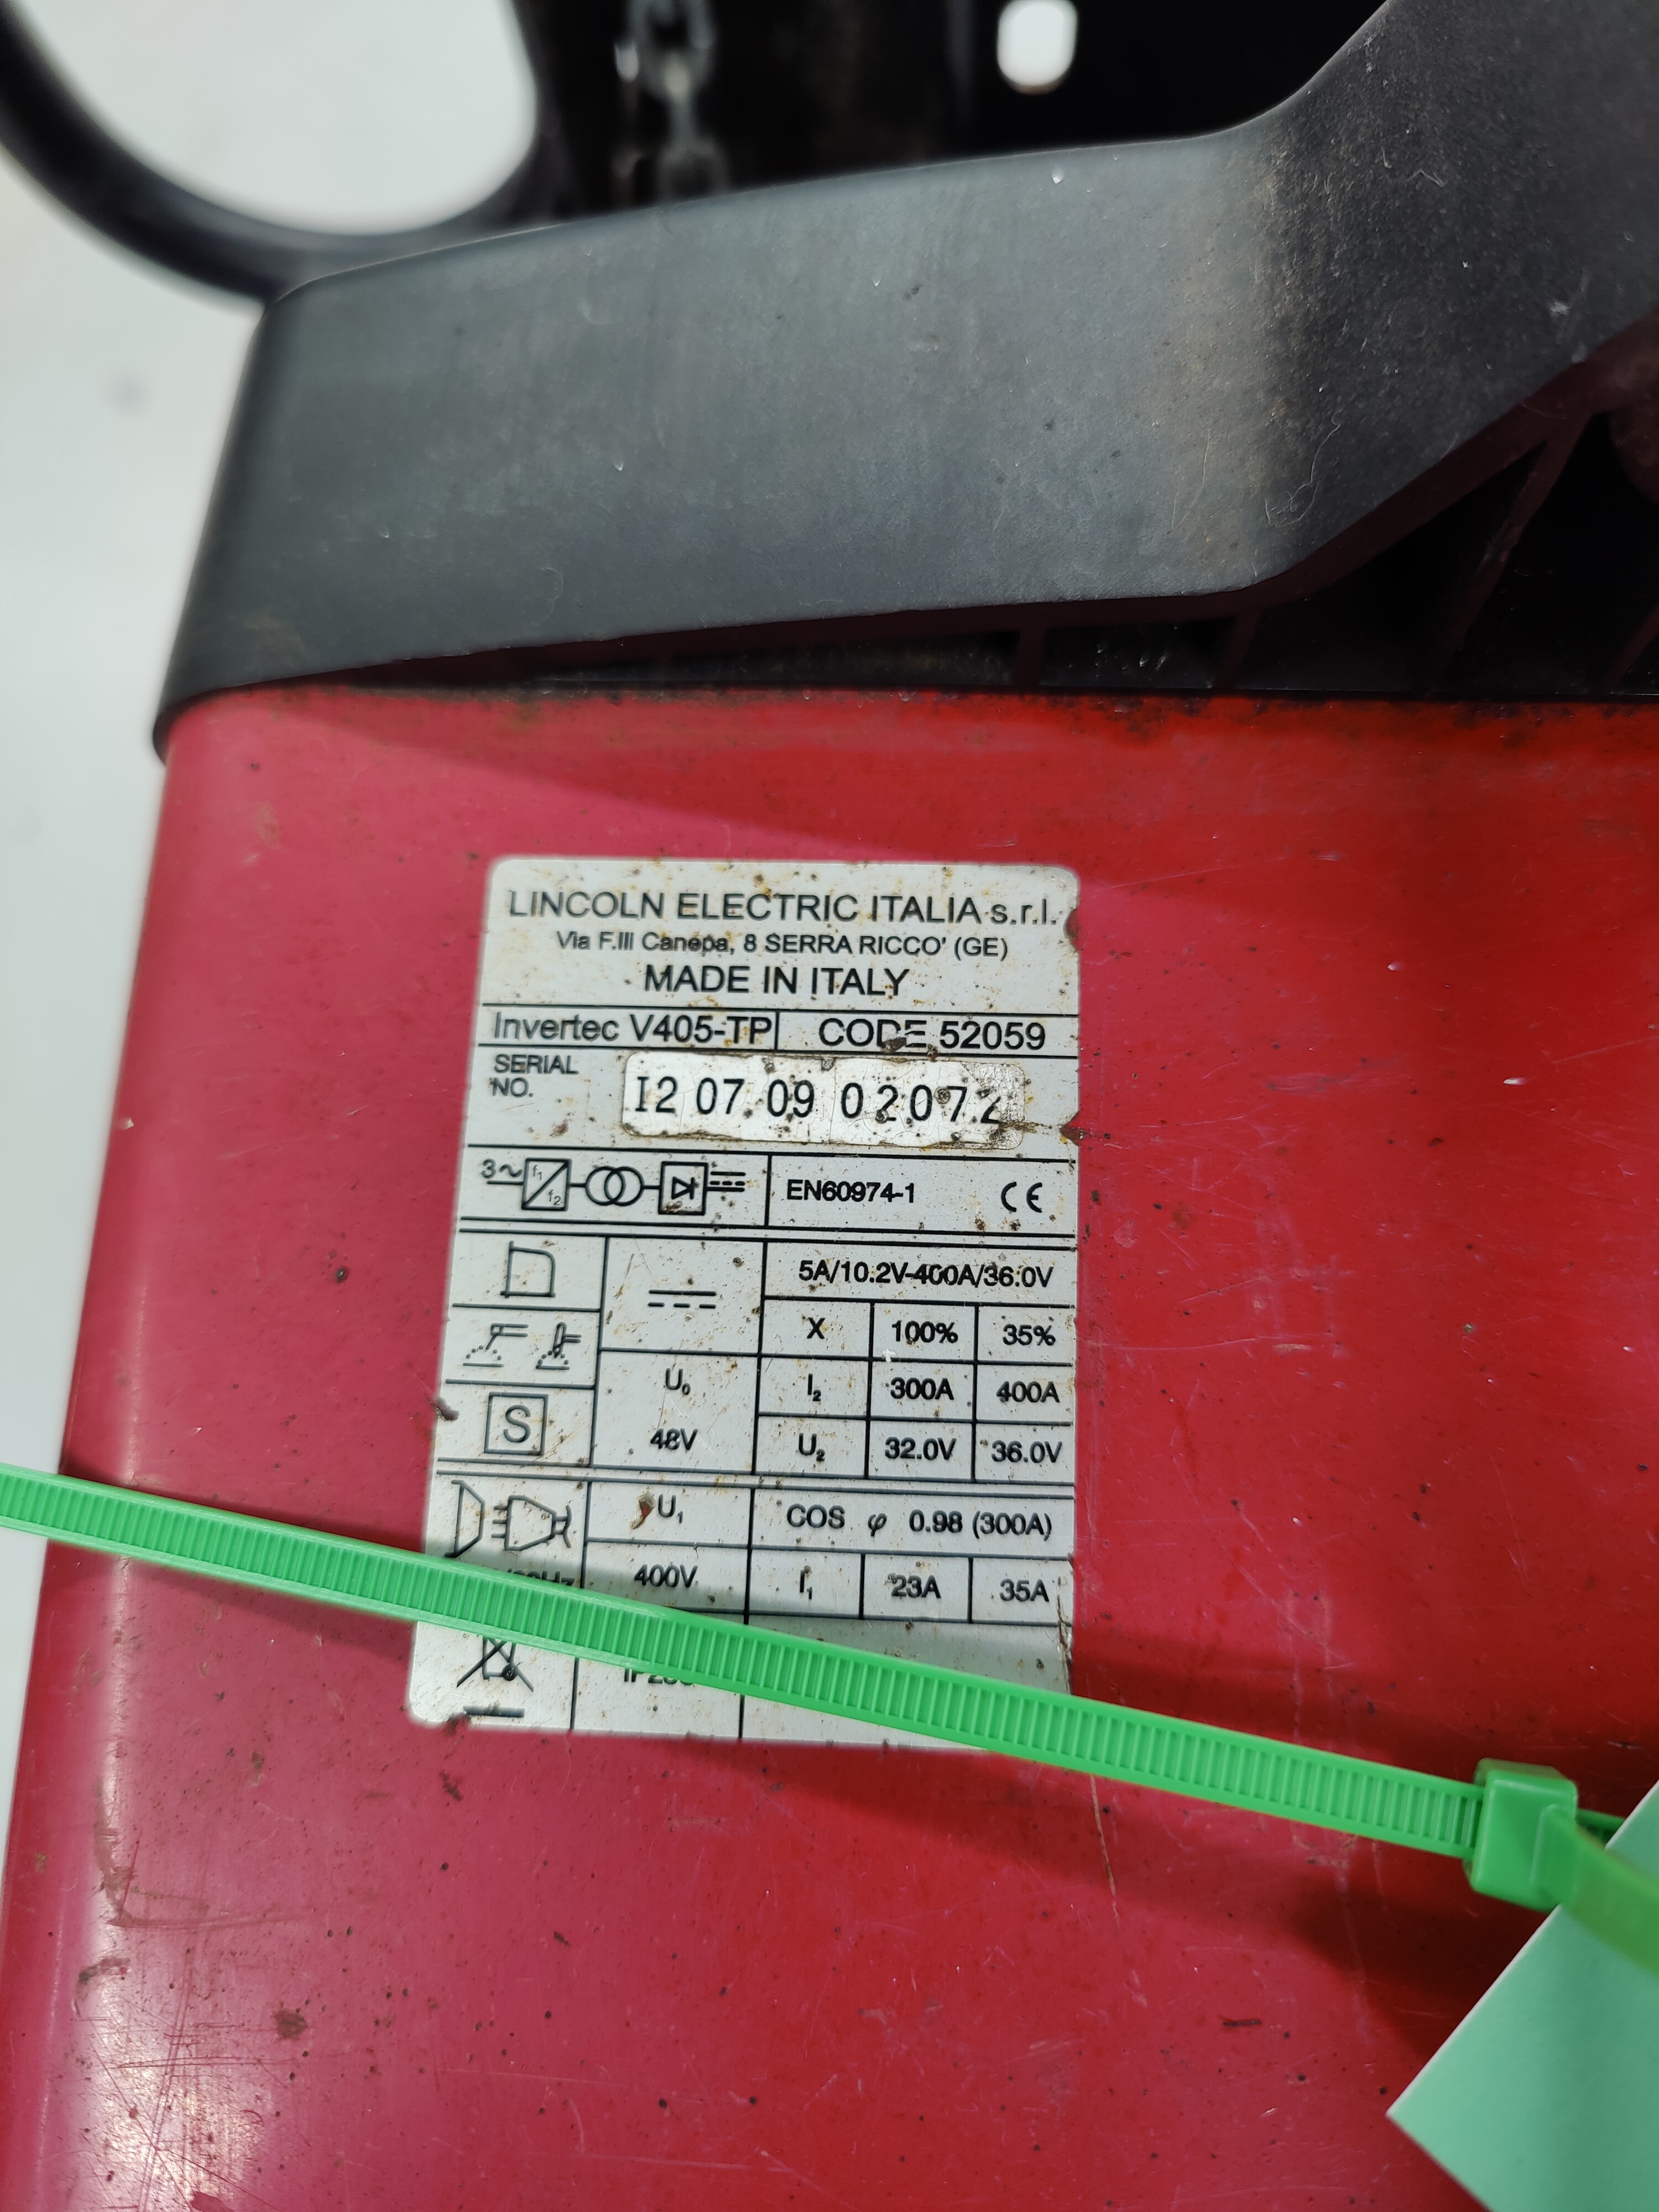 LINCOLN ELECTRIC ITALIA s.r.l.
Via F.lli Canepa, 8 SERRA RICCO' (GE)
MADE IN ITALY
Invertec V405-TP CODE 52059
SERIAL
NO.
I2 07 09 02072
3~ f1 f2 EN60974-1 CE
5A/10.2V-400A/36.0V
X 100% 35%
U0 I2 300A 400A
S 48V U2 32.0V 36.0V
U1 COS φ 0.98 (300A)
400V I1 23A 35A